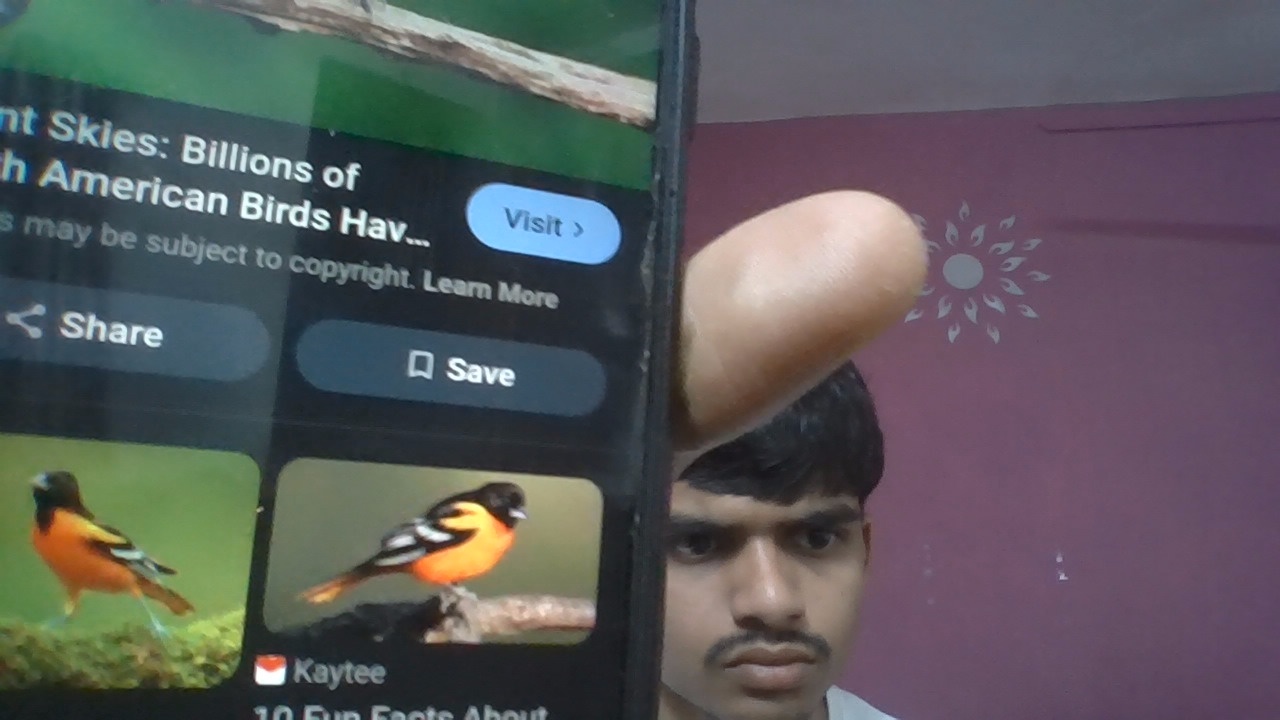 nt Skies: Billions of
h American Birds Hav...
Visit >
s may be subject to copyright. Learn More
Share
Save
Kaytee
10 Fun Facts About